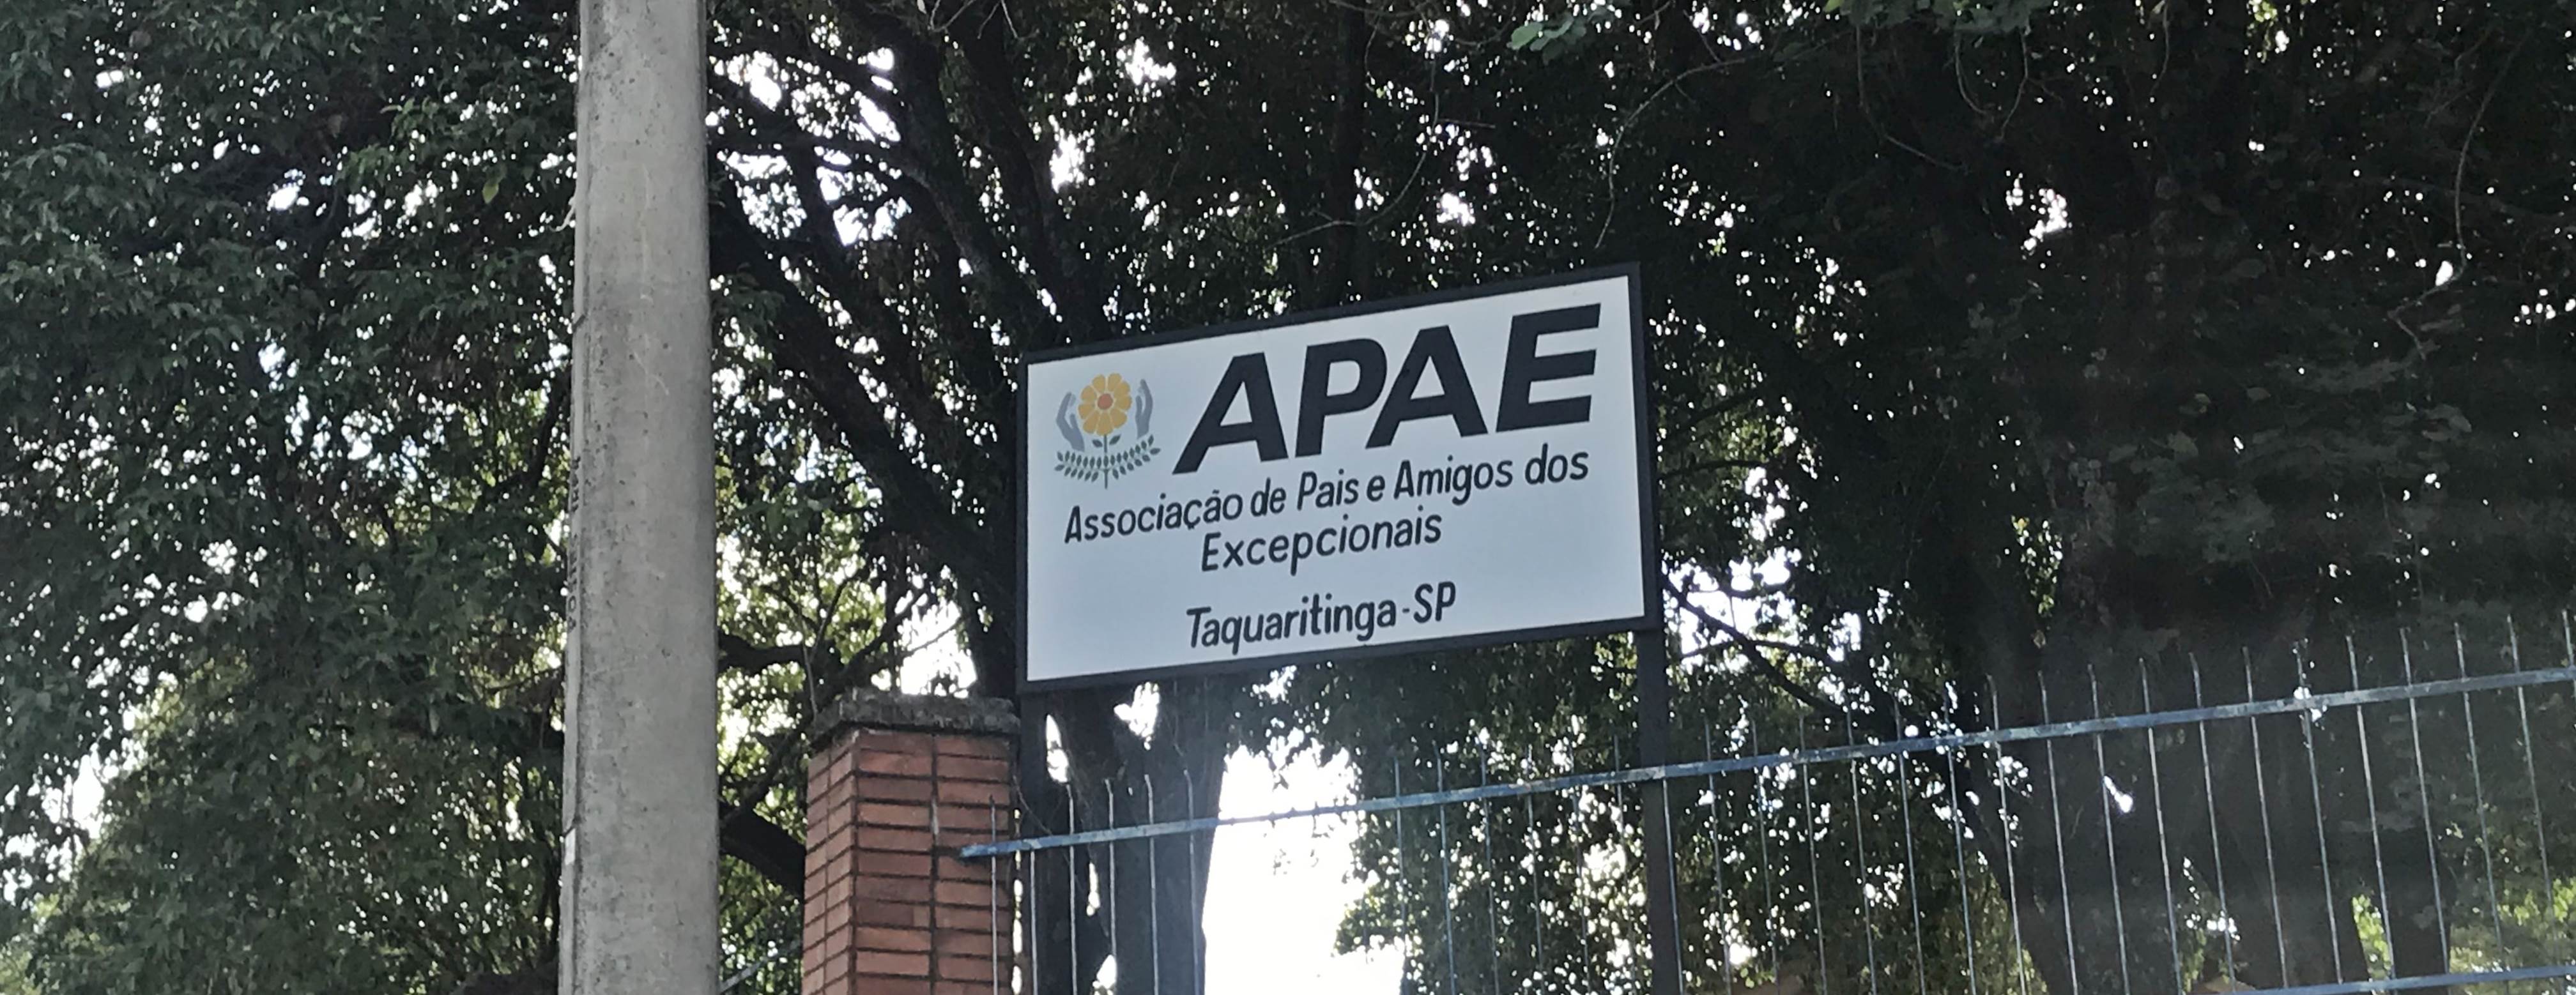 APAE
Associação de Pais e Amigos dos
Excepcionais
Taquaritinga-SP